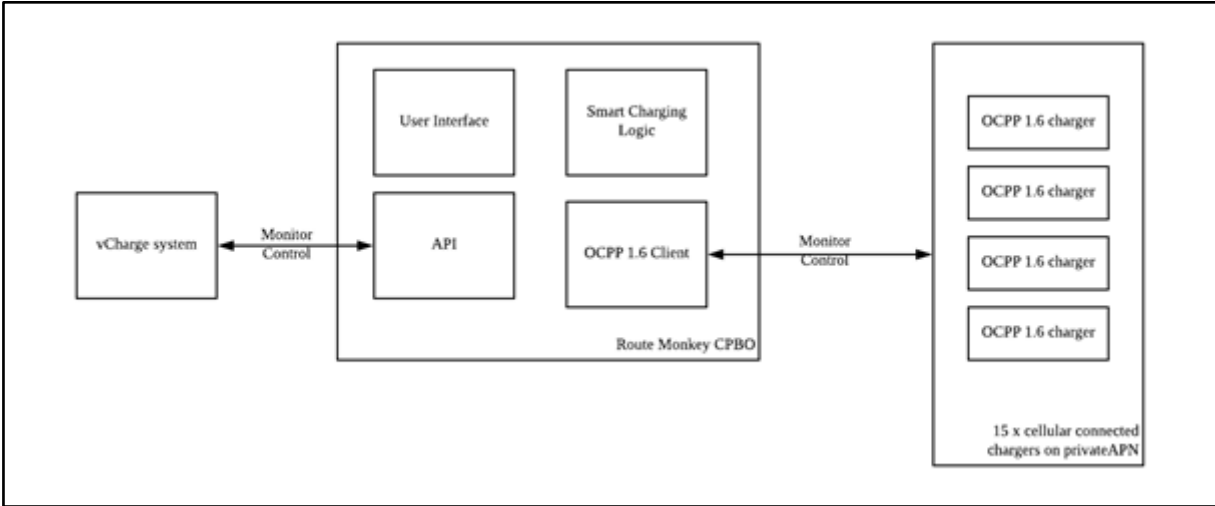 User Interface
Smart Charging
Logic
OCPP 1.6 charger
OCPP 1.6 charger
vCharge system
Monitor
Control
API
OCPP 1.6 Client
Monitor
Control
OCPP 1.6 charger
OCPP 1.6 charger
Route Monkey CPBO
15 x cellular connected
chargers on privateAPN